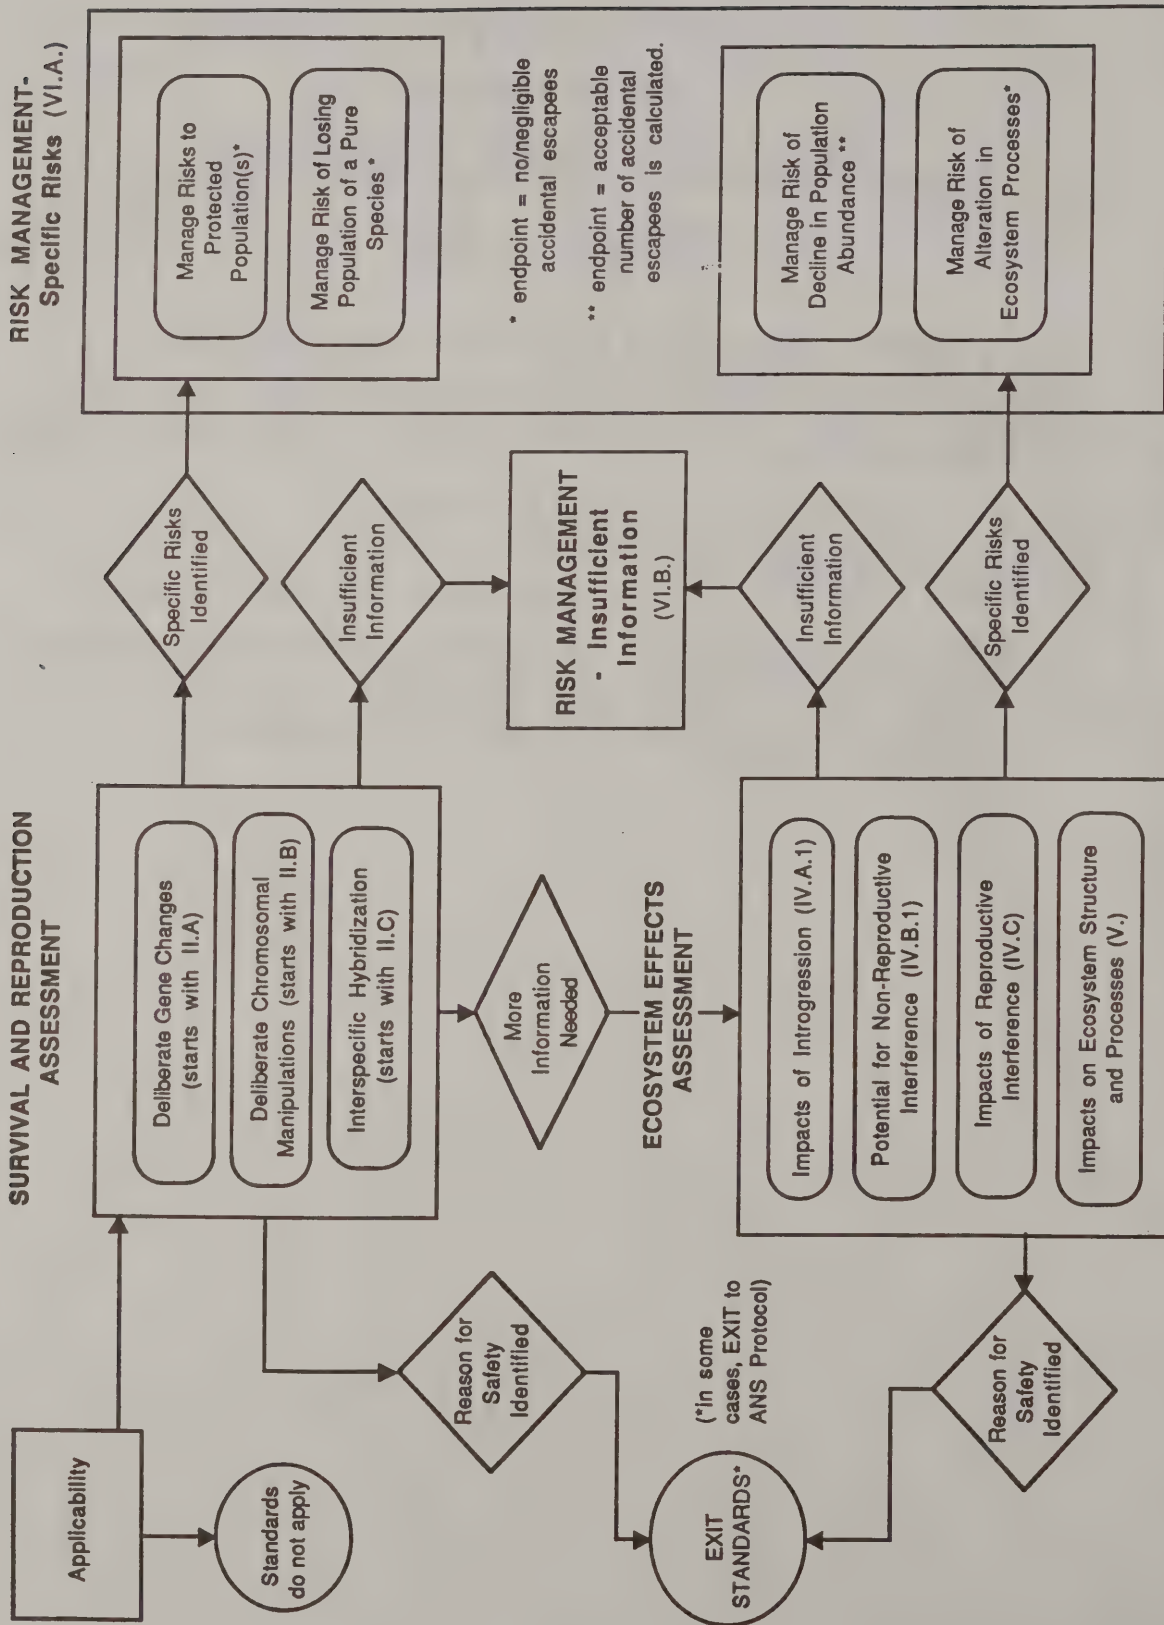 Applicability
Standards
do not apply
SURVIVAL AND REPRODUCTION
ASSESSMENT
Deliberate Gene Changes
(starts with II.A)
Deliberate Chromosomal
Manipulations (starts with II.B)
Interspecific Hybridization
(starts with II.C)
Reason for
Safety
Identified
More
Information
Needed
Specific Risks
Identified
Insufficient
Information
RISK MANAGEMENT-
Specific Risks (VI.A.)
Manage Risks to
Protected
Population(s)*
Manage Risk of Losing
Population of a Pure
Species *
* endpoint = no/negligible
accidental escapees
** endpoint = acceptable
number of accidental
escapees is calculated.
RISK MANAGEMENT
- Insufficient
Information
(VI.B.)
EXIT
STANDARDS*
(*In some
cases, EXIT to
ANS Protocol)
ECOSYSTEM EFFECTS
ASSESSMENT
Impacts of Introgression (IV.A.1)
Potential for Non-Reproductive
Interference (IV.B.1)
Impacts of Reproductive
Interference (IV.C)
Impacts on Ecosystem Structure
and Processes (V.)
Reason for
Safety
Identified
Insufficient
Information
Specific Risks
Identified
Manage Risk of
Decline in Population
Abundance **
Manage Risk of
Alteration in
Ecosystem Processes*